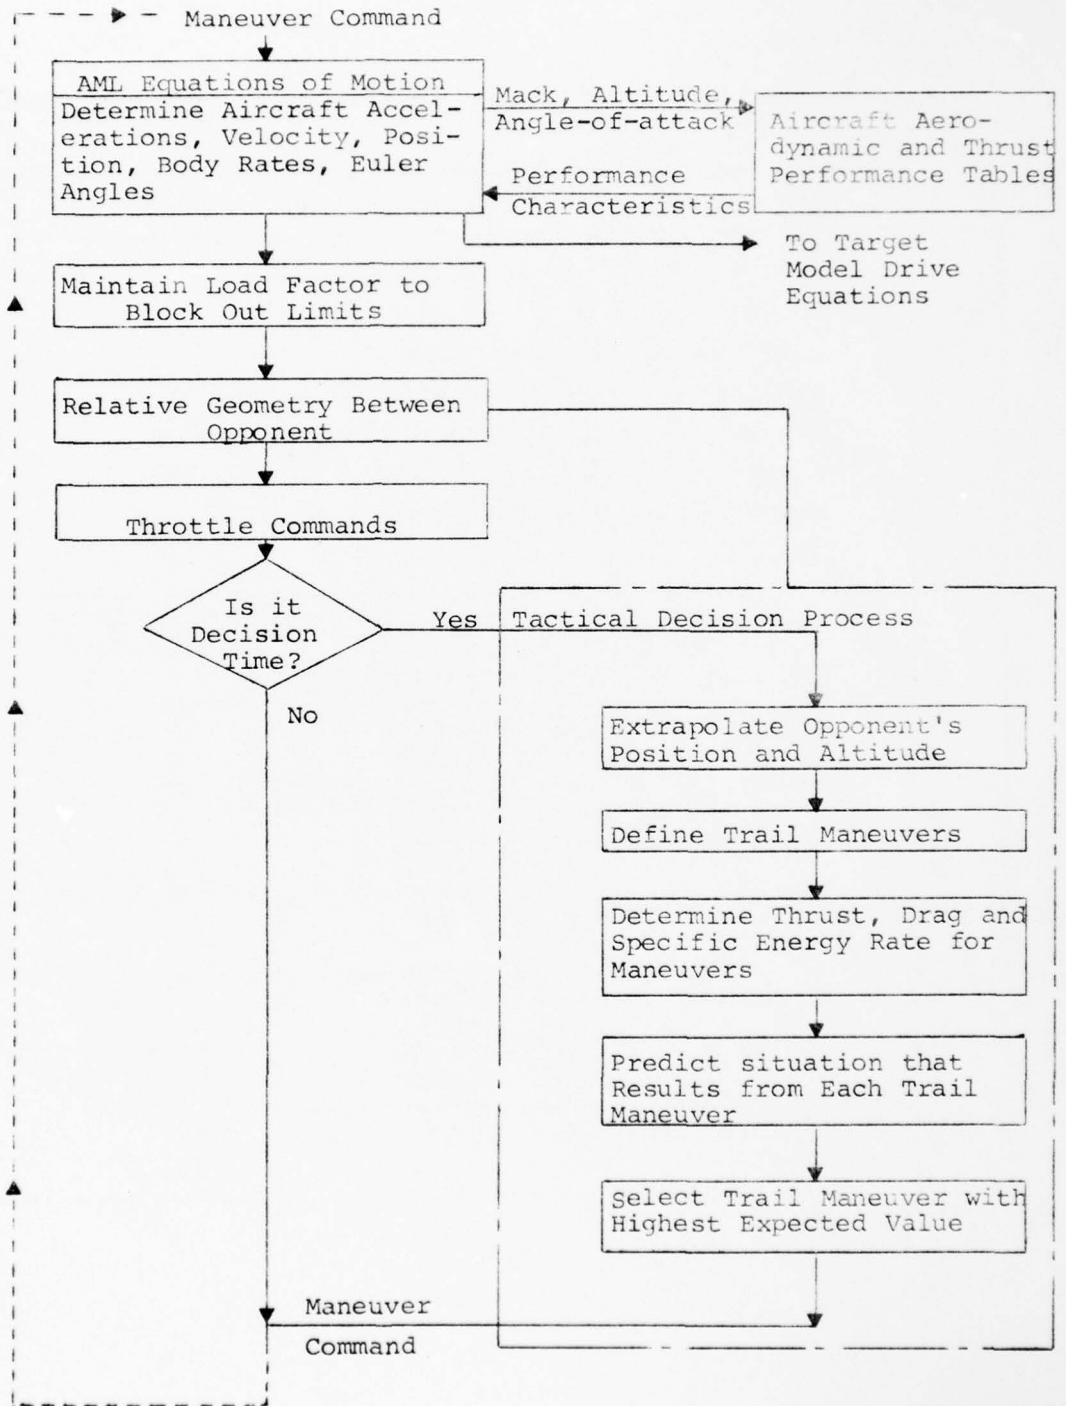 Maneuver Command
AML Equations of Motion
Determine Aircraft Accel-
erations, Velocity, Posi-
tion, Body Rates, Euler
Angles
Mack, Altitude,
Angle-of-attack
Performance
Characteristics
Aircraft Aero-
dynamic and Thrust
Performance Tables
To Target
Model Drive
Equations
Maintain Load Factor to
Block Out Limits
Relative Geometry Between
Opponent
Throttle Commands
Is it
Decision
Time?
Yes
No
Tactical Decision Process
Extrapolate Opponent's
Position and Altitude
Define Trail Maneuvers
Determine Thrust, Drag and
Specific Energy Rate for
Maneuvers
Predict situation that
Results from Each Trail
Maneuver
Select Trail Maneuver with
Highest Expected Value
Maneuver
Command